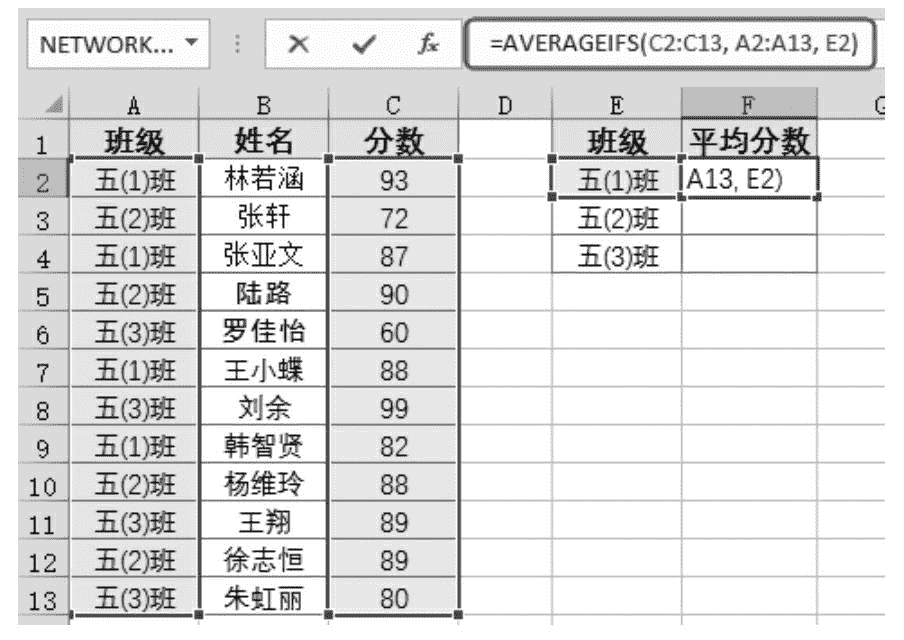 NETWORK... fx =AVERAGEIFS(C2:C13, A2:A13, E2)
A B C D E F G
1 班级 姓名 分数 班级 平均分数
2 五(1)班 林若涵 93 五(1)班 A13, E2)
3 五(2)班 张轩 72 五(2)班
4 五(1)班 张亚文 87 五(3)班
5 五(2)班 陆路 90
6 五(3)班 罗佳怡 60
7 五(1)班 王小蝶 88
8 五(3)班 刘余 99
9 五(1)班 韩智贤 82
10 五(2)班 杨维玲 88
11 五(3)班 王翔 89
12 五(2)班 徐志恒 89
13 五(3)班 朱虹丽 80